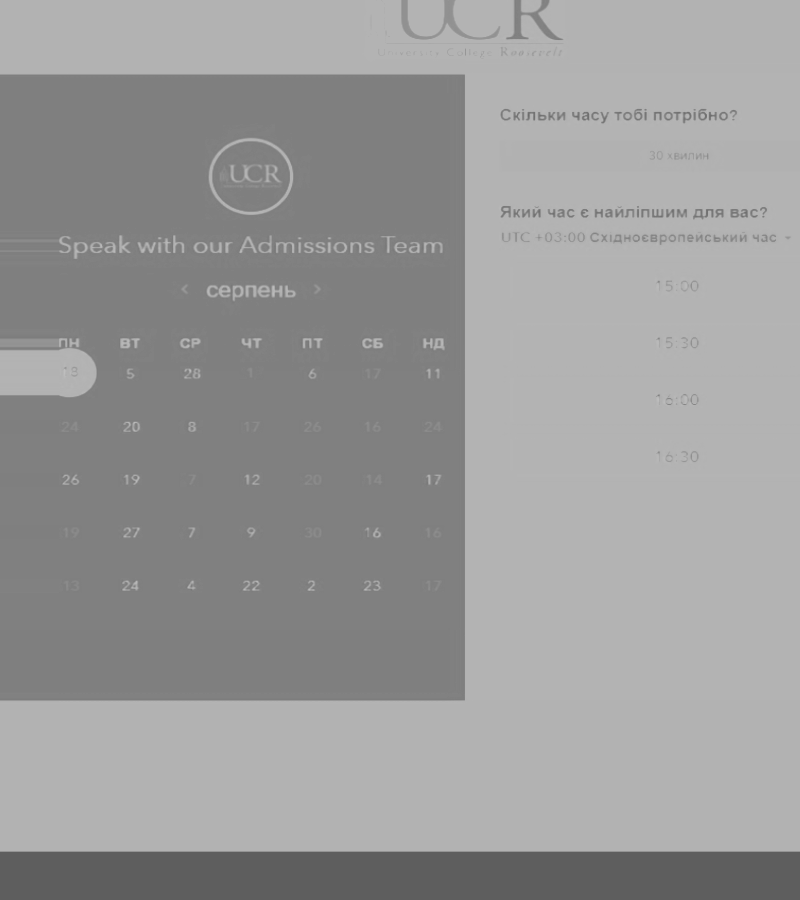 UCR
University College Roosevelt
UCR
Speak with our Admissions Team
< серпень >
ПН ВТ СР ЧТ ПТ СБ НД
18 5 28 1 6 17 11
24 20 8 17 26 16 24
26 19 7 12 20 14 17
19 27 7 9 30 16 16
13 24 4 22 2 23 17
Скільки часу тобі потрібно?
30 хвилин
Який час є найліпшим для вас?
UTC +03:00 Східноєвропейський час
15:00
15:30
16:00
16:30